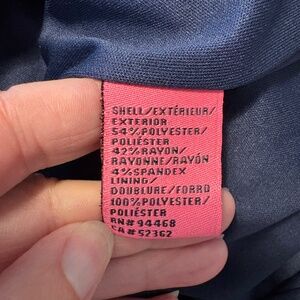 SHELL/EXTÉRIEUR/
EXTERIOR
54% POLYESTER/
POLIÉSTER
42% RAYON/
RAYONNE/RAYÓN
4% SPANDEX
LINING/
DOUBLURE/FORRO
100% POLYESTER/
POLIÉSTER
RN# 94468
CA# 52362